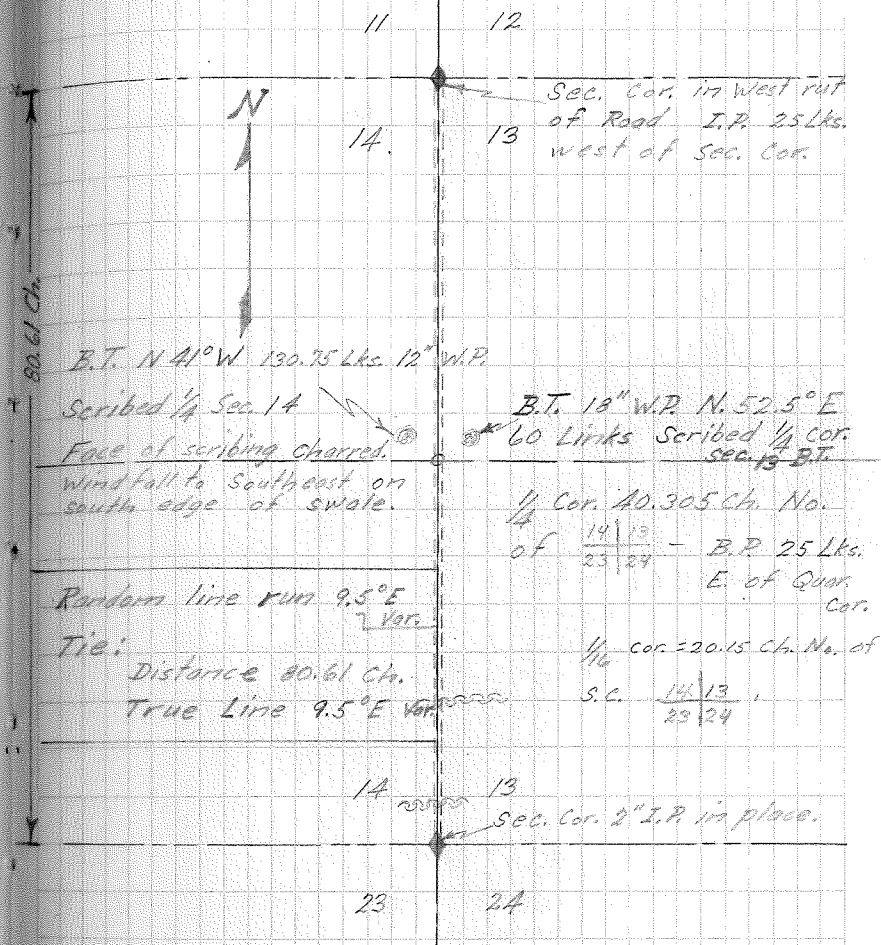 11 12
Sec. Cor. in West rut
of Road I.P. 25 Lks.
west of Sec. Cor.
N
14 13
80.61 Ch.
B.T. N 41° W 130.75 Lks. 12" W.P.
Scribed 1/4 Sec. 14
Face of scribing charred.
windfall to Southeast on
south edge of swale.
B.T. 18" W.P. N. 52.5° E
60 Links Scribed 1/4 cor.
sec. 13 B.T.
1/4 Cor. 40.305 Ch. No.
of 14 | 13 - B.P. 25 Lks.
23 | 24 E. of Quar.
Cor.
Random line run 9.5° E
Var.
Tie:
Distance 80.61 Ch.
True Line 9.5° E Var.
1/16 cor. = 20.15 Ch. No. of
S.C. 14 | 13 .
23 | 24
14 13
Sec. Cor. 2" I.P. in place.
23 24